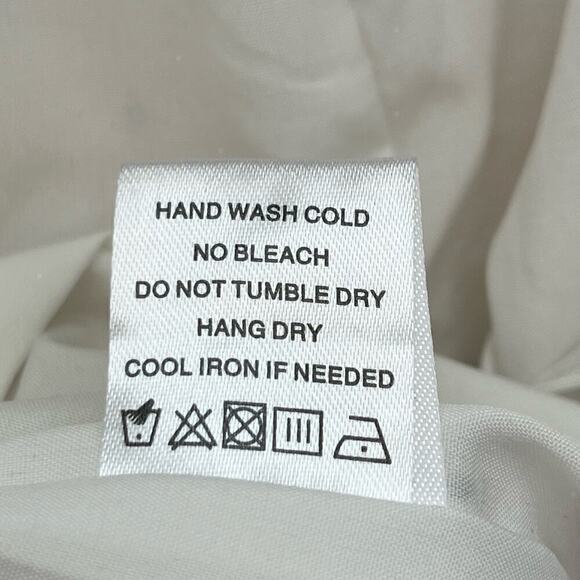 HAND WASH COLD
NO BLEACH
DO NOT TUMBLE DRY
HANG DRY
COOL IRON IF NEEDED